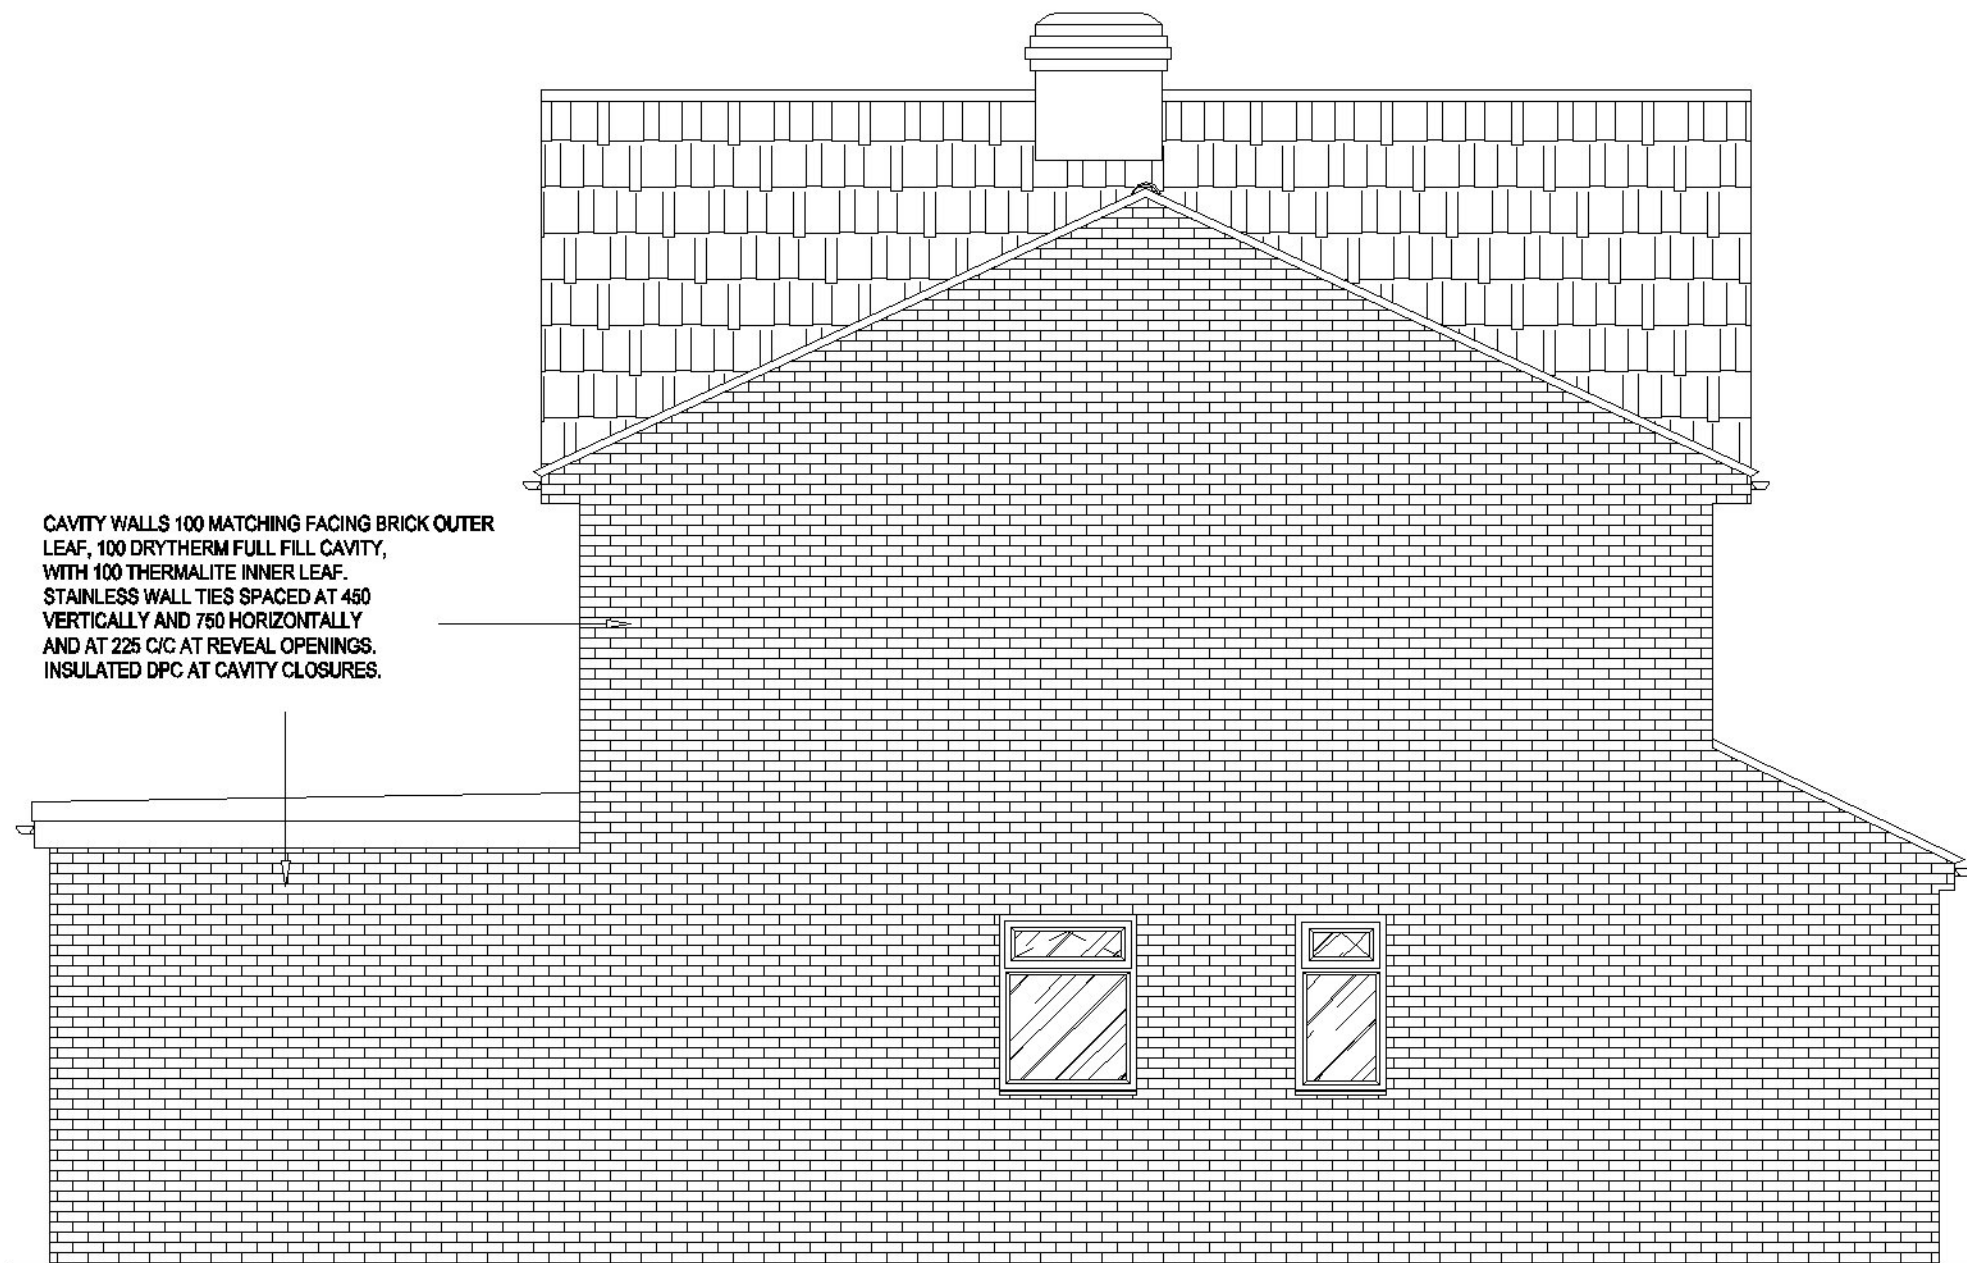 CAVITY WALLS 100 MATCHING FACING BRICK OUTER
LEAF, 100 DRYTHERM FULL FILL CAVITY,
WITH 100 THERMALITE INNER LEAF.
STAINLESS WALL TIES SPACED AT 450
VERTICALLY AND 750 HORIZONTALLY
AND AT 225 C/C AT REVEAL OPENINGS.
INSULATED DPC AT CAVITY CLOSURES.